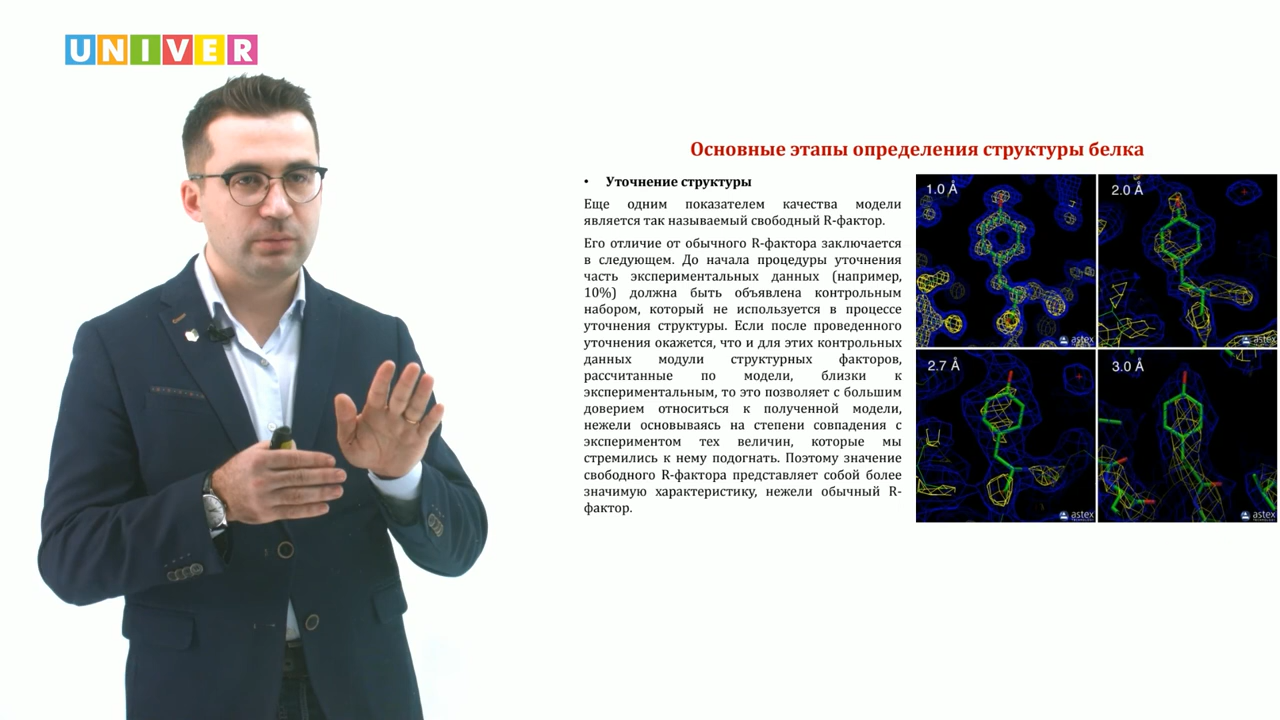 UNIVER
Основные этапы определения структуры белка
• Уточнение структуры
Еще одним показателем качества модели
является так называемый свободный R-фактор.
Его отличие от обычного R-фактора заключается
в следующем. До начала процедуры уточнения
часть экспериментальных данных (например,
10%) должна быть объявлена контрольным
набором, который не используется в процессе
уточнения структуры. Если после проведенного
уточнения окажется, что и для этих контрольных
данных модули структурных факторов,
рассчитанные по модели, близки к
экспериментальным, то это позволяет с большим
доверием относиться к полученной модели,
нежели основываясь на степени совпадения с
экспериментом тех величин, которые мы
стремились к нему подогнать. Поэтому значение
свободного R-фактора представляет собой более
значимую характеристику, нежели обычный R-
фактор.
1.0 Å
2.0 Å
astex
astex
2.7 Å
3.0 Å
astex
astex